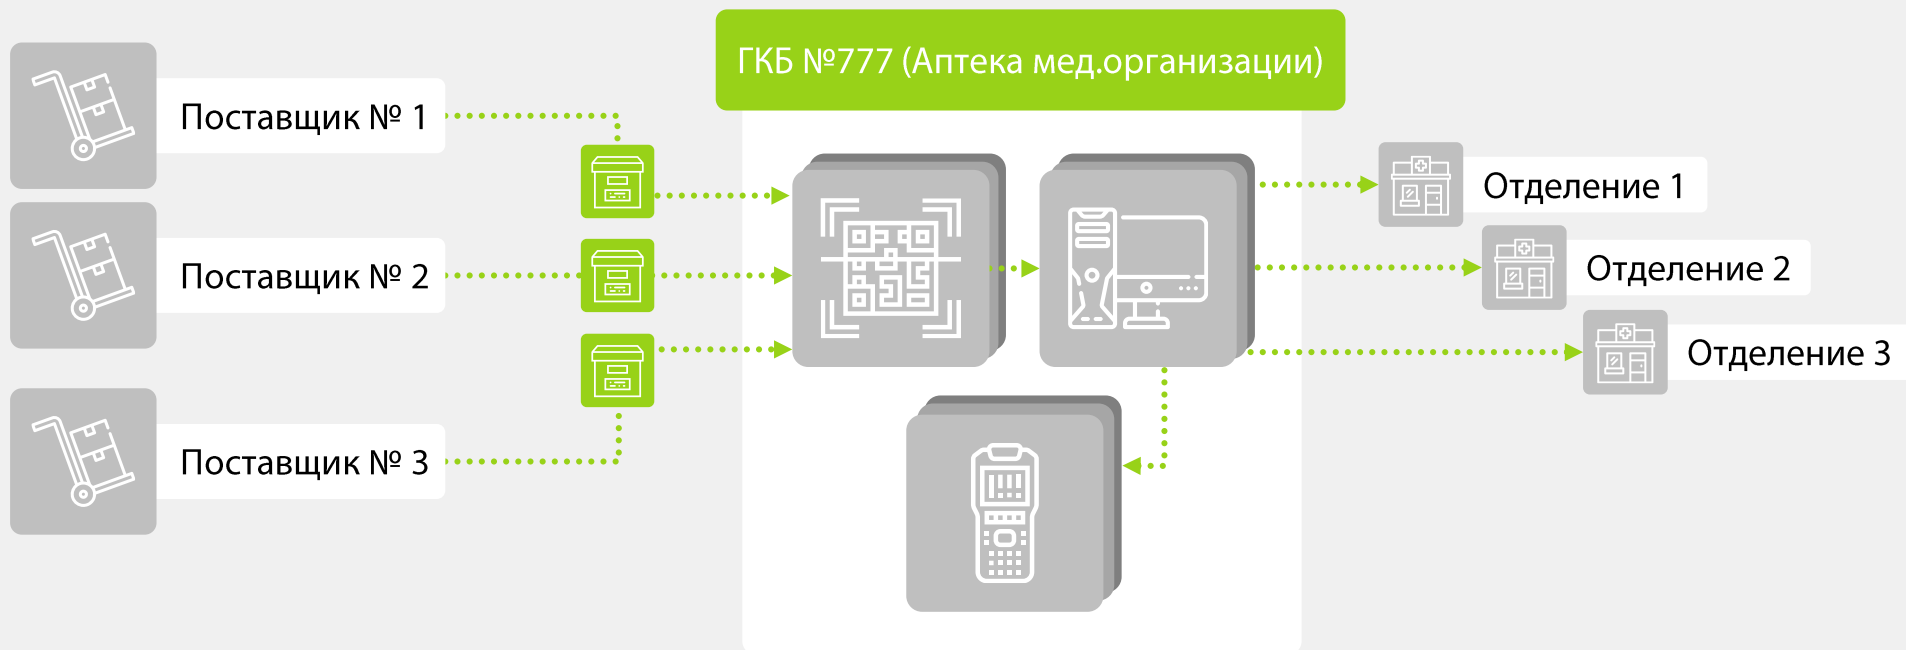 ГКБ №777 (Аптека мед.организации)
Поставщик № 1
Поставщик № 2
Поставщик № 3
Отделение 1
Отделение 2
Отделение 3